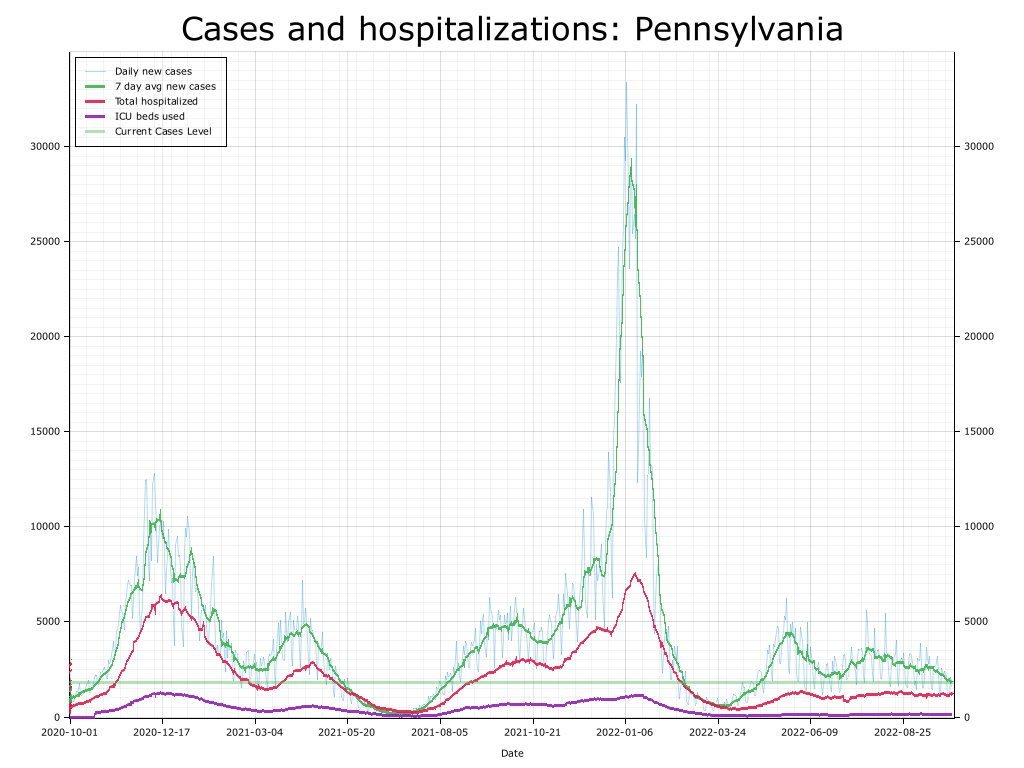 Cases and hospitalizations: Pennsylvania
Daily new cases
7 day avg new cases
Total hospitalized
ICU beds used
Current Cases Level
30000 30000
25000 25000
20000 20000
15000 15000
10000 10000
5000 5000
0 0
2020-10-01 2020-12-17 2021-03-04 2021-05-20 2021-08-05 2021-10-21 2022-01-06 2022-03-24 2022-06-09 2022-08-25
Date